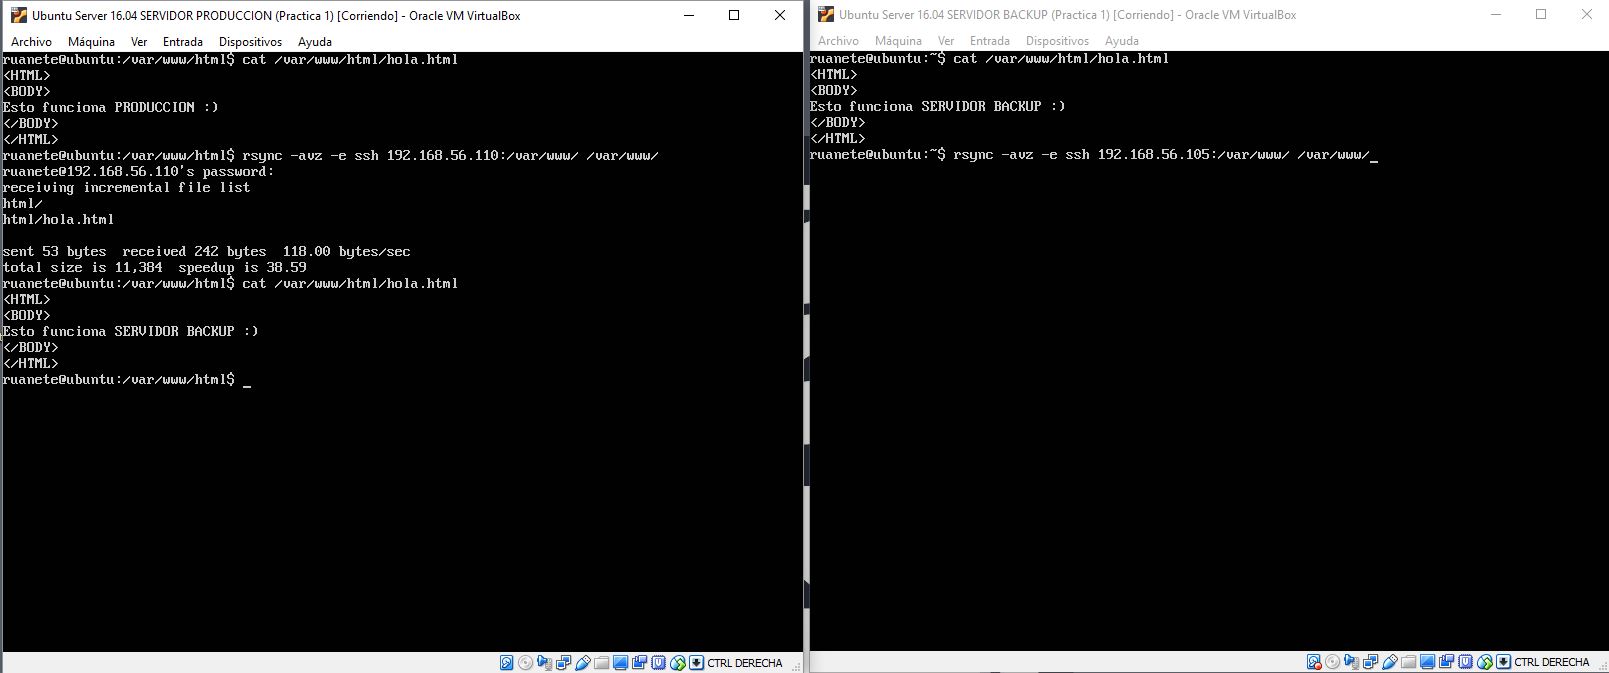 Ubuntu Server 16.04 SERVIDOR PRODUCCION (Practica 1) [Corriendo] - Oracle VM VirtualBox
Archivo Máquina Ver Entrada Dispositivos Ayuda
ruanete@ubuntu:/var/www/html$ cat /var/www/html/hola.html
<HTML>
<BODY>
Esto funciona PRODUCCION :)
</BODY>
</HTML>
ruanete@ubuntu:/var/www/html$ rsync -avz -e ssh 192.168.56.110:/var/www/ /var/www/
ruanete@192.168.56.110's password:
receiving incremental file list
html/
html/hola.html
sent 53 bytes  received 242 bytes  118.00 bytes/sec
total size is 11,384  speedup is 38.59
ruanete@ubuntu:/var/www/html$ cat /var/www/html/hola.html
<HTML>
<BODY>
Esto funciona SERVIDOR BACKUP :)
</BODY>
</HTML>
ruanete@ubuntu:/var/www/html$ _
CTRL DERECHA
Ubuntu Server 16.04 SERVIDOR BACKUP (Practica 1) [Corriendo] - Oracle VM VirtualBox
Archivo Máquina Ver Entrada Dispositivos Ayuda
ruanete@ubuntu:~$ cat /var/www/html/hola.html
<HTML>
<BODY>
Esto funciona SERVIDOR BACKUP :)
</BODY>
</HTML>
ruanete@ubuntu:~$ rsync -avz -e ssh 192.168.56.105:/var/www/ /var/www/_
CTRL DERECHA